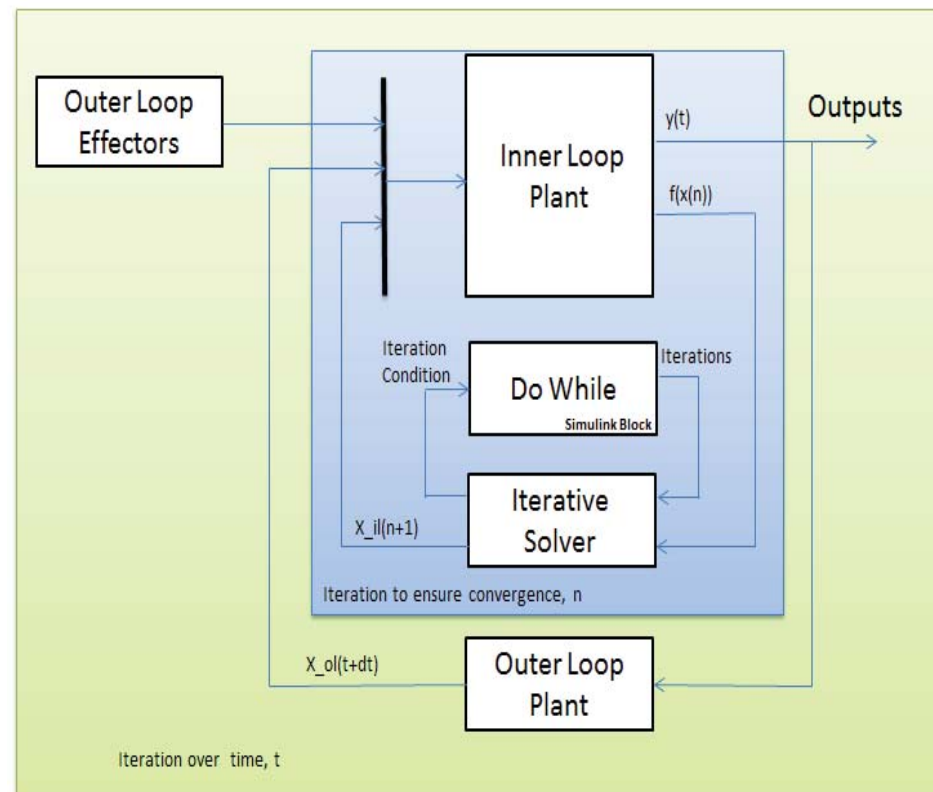 Outer Loop
Effectors
Inner Loop
Plant
y(t)
f(x(n))
Outputs
Iteration
Condition
Iterations
Do While
Simulink Block
Iterative
Solver
X_il(n+1)
Iteration to ensure convergence, n
X_ol(t+dt)
Outer Loop
Plant
Iteration over time, t